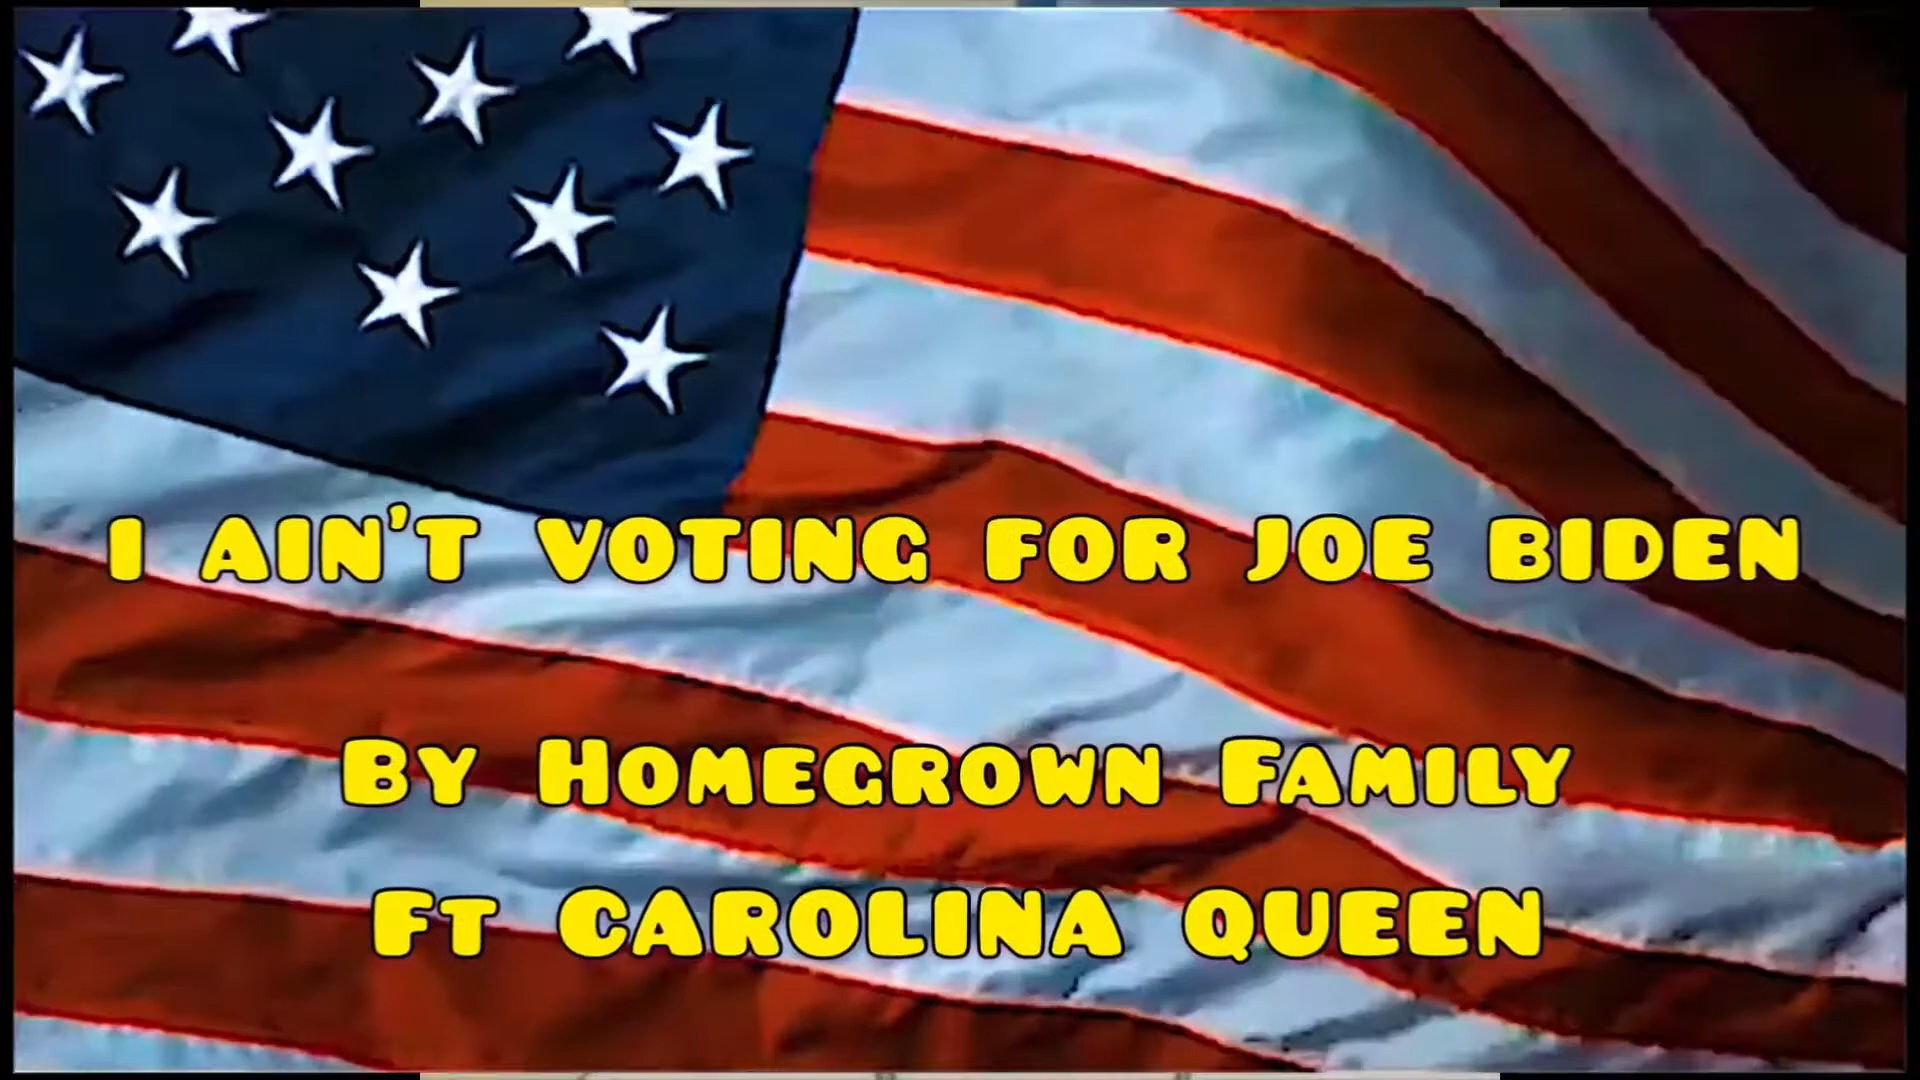 I AIN'T VOTING FOR JOE BIDEN
BY HOMEGROWN FAMILY
FT CAROLINA QUEEN